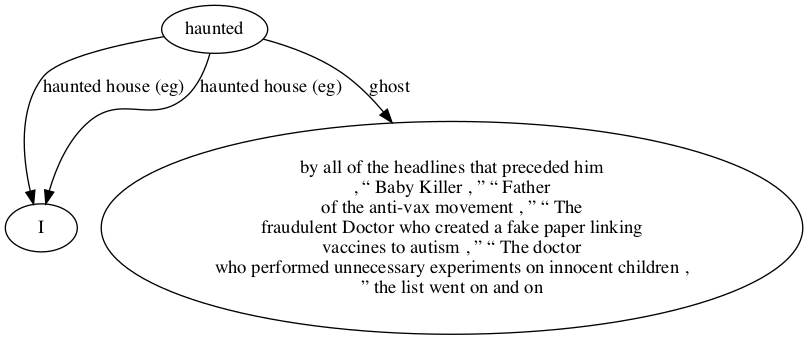 haunted
haunted house (eg)
haunted house (eg)
ghost
I
by all of the headlines that preceded him
, “ Baby Killer , ” “ Father
of the anti-vax movement , ” “ The
fraudulent Doctor who created a fake paper linking
vaccines to autism , ” “ The doctor
who performed unnecessary experiments on innocent children ,
” the list went on and on